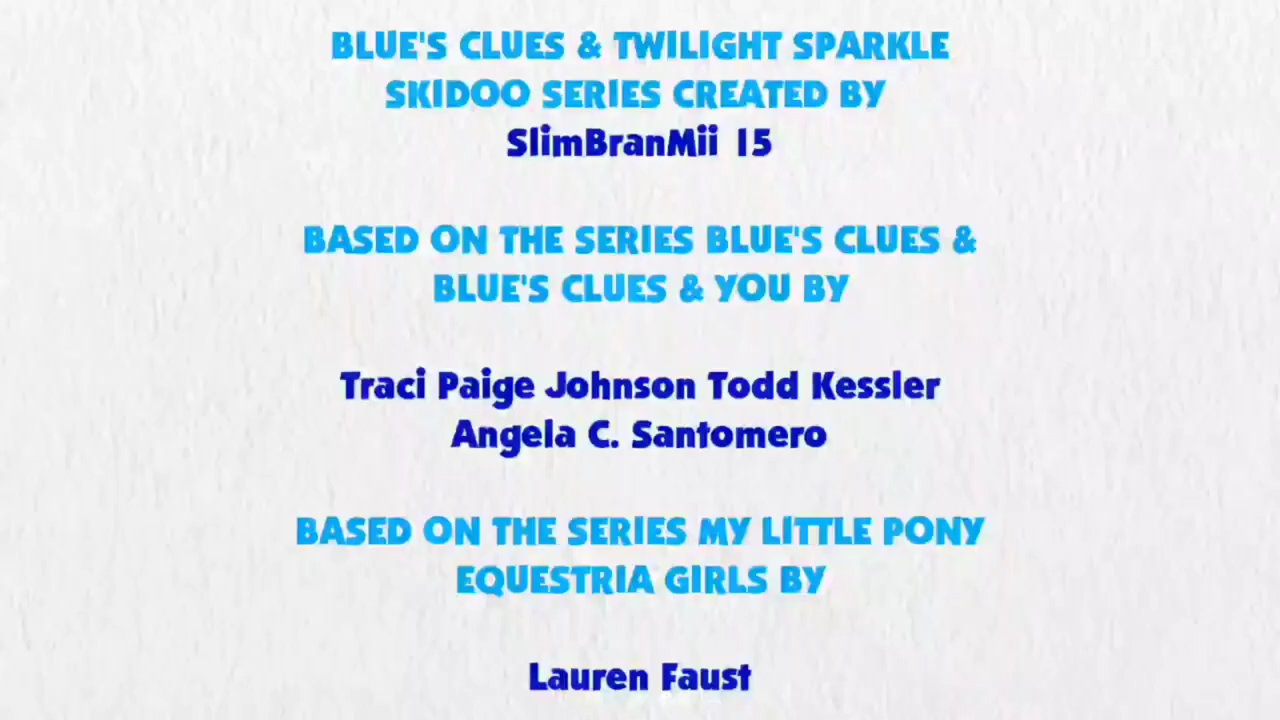 BLUE'S CLUES & TWILIGHT SPARKLE
SKIDOO SERIES CREATED BY
SlimBranMii 15
BASED ON THE SERIES BLUE'S CLUES &
BLUE'S CLUES & YOU BY
Traci Paige Johnson Todd Kessler
Angela C. Santomero
BASED ON THE SERIES MY LITTLE PONY
EQUESTRIA GIRLS BY
Lauren Faust